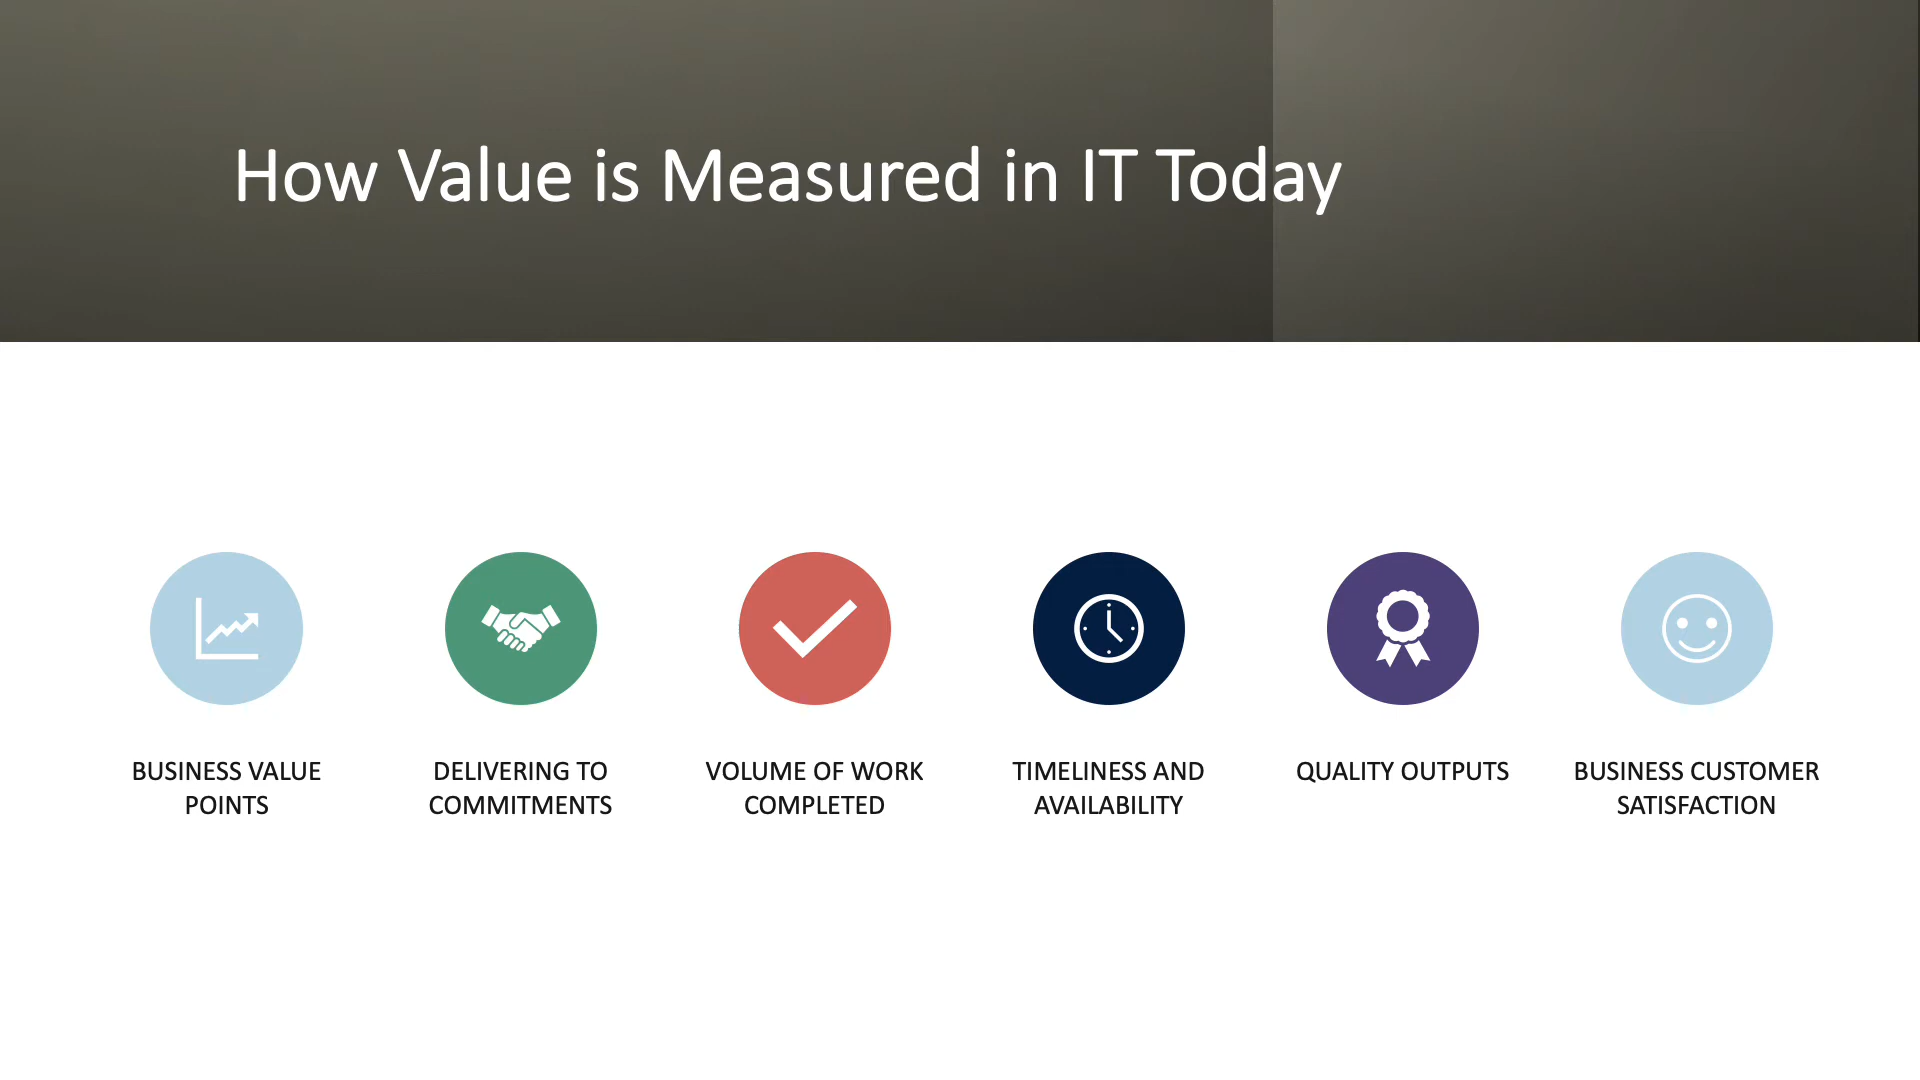 How Value is Measured in IT Today
BUSINESS VALUE
POINTS
DELIVERING TO
COMMITMENTS
VOLUME OF WORK
COMPLETED
TIMELINESS AND
AVAILABILITY
QUALITY OUTPUTS
BUSINESS CUSTOMER
SATISFACTION